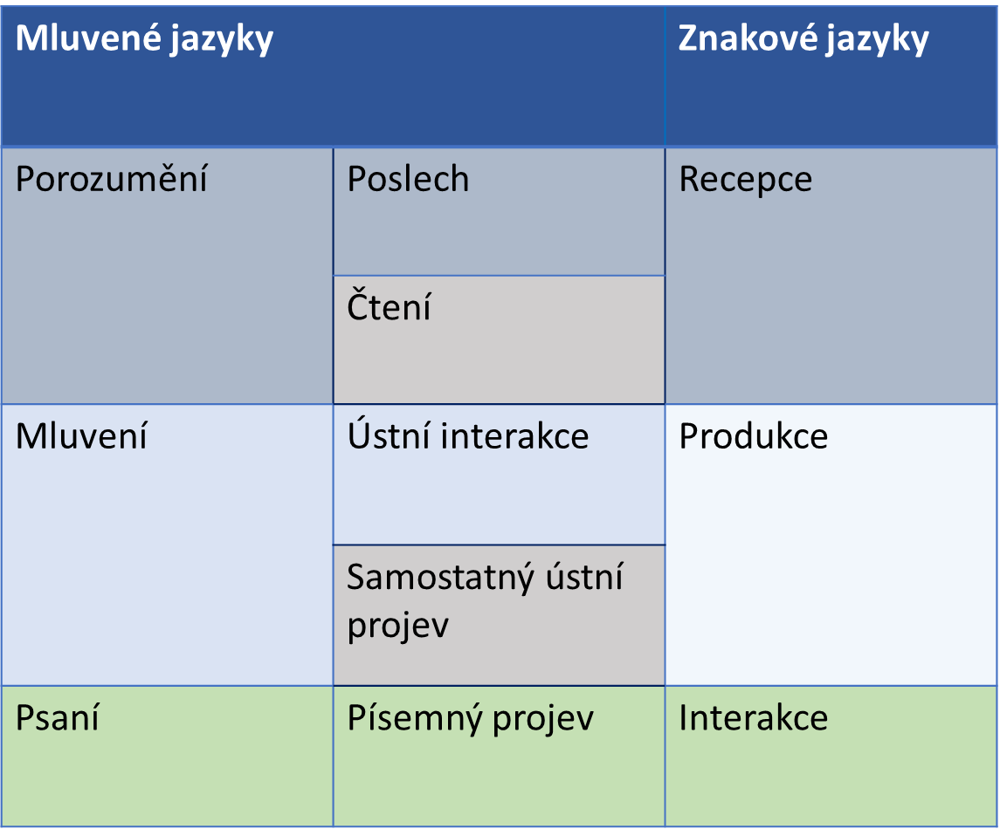 Mluvené jazyky
Znakové jazyky
Porozumění
Poslech
Recepce
Čtení
Mluvení
Ústní interakce
Produkce
Samostatný ústní
projev
Psaní
Písemný projev
Interakce